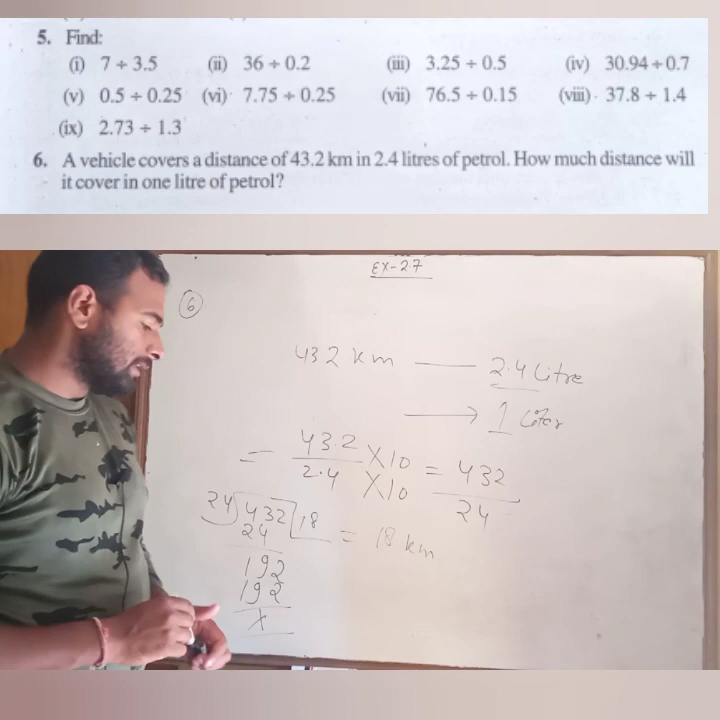 5. Find:
(i) 7 ÷ 3.5 (ii) 36 ÷ 0.2 (iii) 3.25 ÷ 0.5 (iv) 30.94 ÷ 0.7
(v) 0.5 ÷ 0.25 (vi) 7.75 ÷ 0.25 (vii) 76.5 ÷ 0.15 (viii) 37.8 ÷ 1.4
(ix) 2.73 ÷ 1.3
6. A vehicle covers a distance of 43.2 km in 2.4 litres of petrol. How much distance will
it cover in one litre of petrol?
EX-2.7
6
432 km — 2.4 Litre
→ 1 Liter
= 43.2 × 10 = 432
2.4 × 10 24
24) 432 18 = 18 km
24
192
192
×